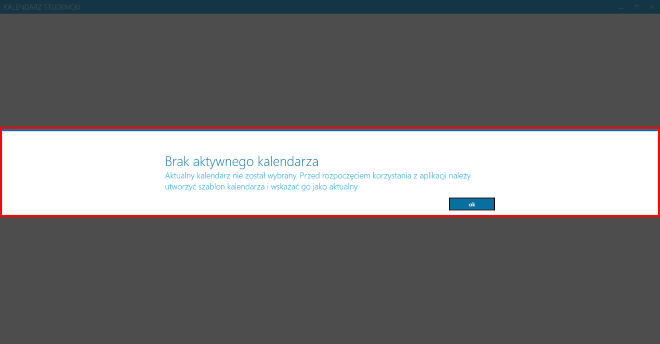 KALENDARZ STUDENCKI
Brak aktywnego kalendarza
Aktualny kalendarz nie został wybrany. Przed rozpoczęciem korzystania z aplikacji należy
utworzyć szablon kalendarza i wskazać go jako aktualny.
ok